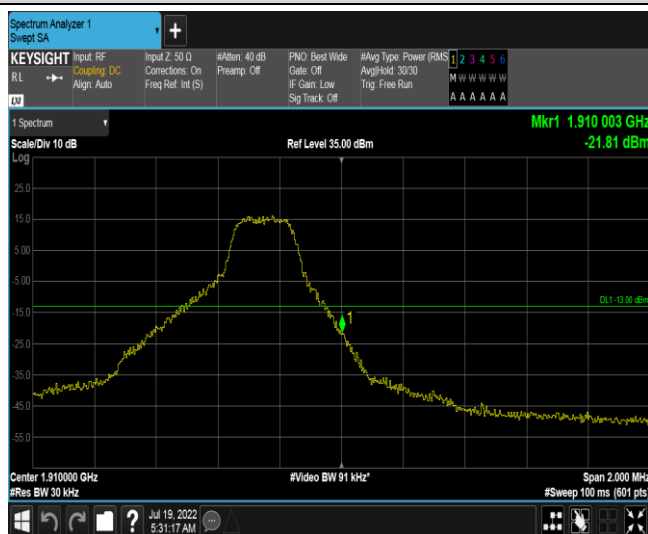 Spectrum Analyzer 1
Swept SA
KEYSIGHT
RL
LXI
Input: RF
Coupling: DC
Align: Auto
Input Z: 50 Ω
Corrections: On
Freq Ref: Int (S)
#Atten: 40 dB
Preamp: Off
PNO: Best Wide
Gate: Off
IF Gain: Low
Sig Track: Off
#Avg Type: Power (RMS
Avg|Hold: 30/30
Trig: Free Run
1 2 3 4 5 6
M W W W W W
A A A A A A
1 Spectrum
Scale/Div 10 dB
Ref Level 35.00 dBm
Mkr1 1.910 003 GHz
-21.81 dBm
Log
25.0
15.0
5.00
-5.00
-15.0
-25.0
-35.0
-45.0
-55.0
DL1 -13.00 dBm
1
Center 1.910000 GHz
#Video BW 91 kHz*
Span 2.000 MHz
#Res BW 30 kHz
#Sweep 100 ms (601 pts)
?
Jul 19, 2022
5:31:17 AM